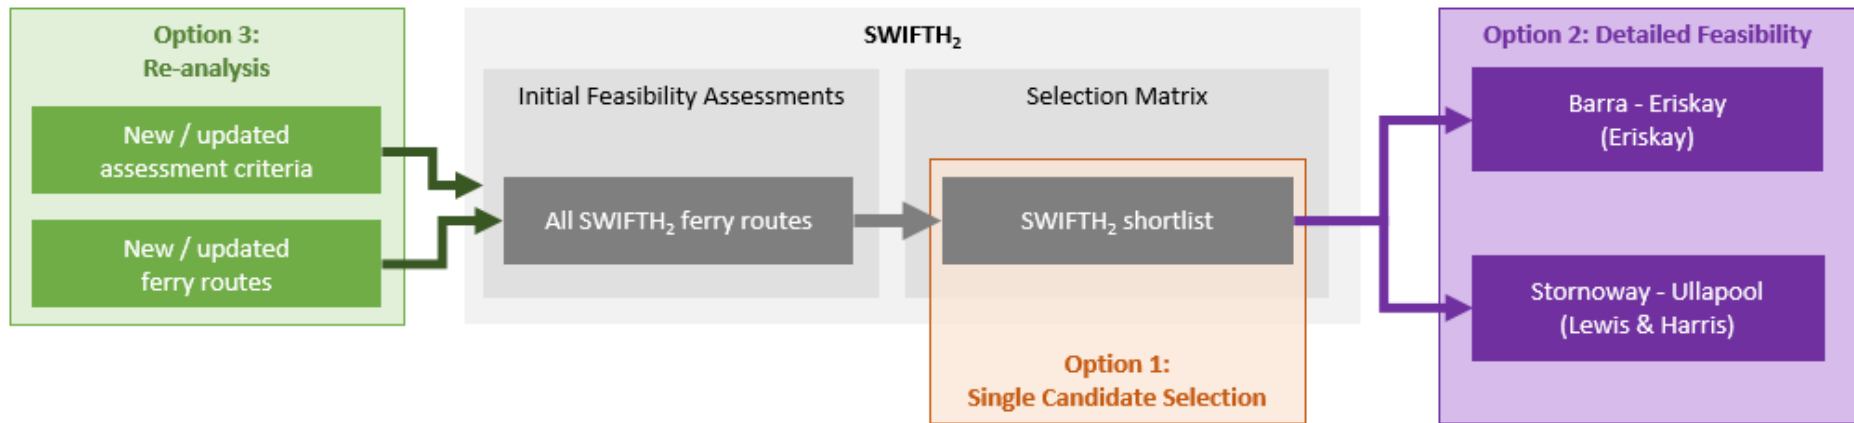 Option 3:
Re-analysis
New / updated
assessment criteria
New / updated
ferry routes
SWIFTH₂
Initial Feasibility Assessments
All SWIFTH₂ ferry routes
Selection Matrix
SWIFTH₂ shortlist
Option 1:
Single Candidate Selection
Option 2: Detailed Feasibility
Barra - Eriskay
(Eriskay)
Stornoway - Ullapool
(Lewis & Harris)